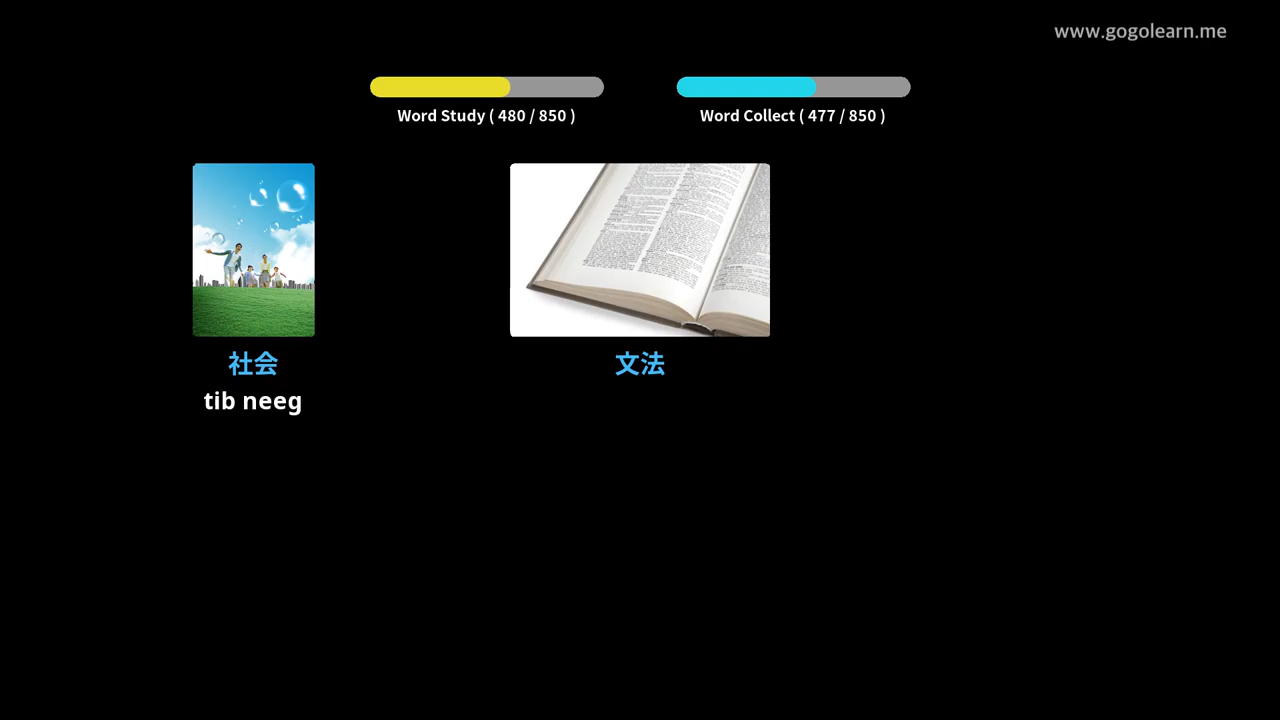 www.gogolearn.me
Word Study ( 480 / 850 )
Word Collect ( 477 / 850 )
社会
文法
tib neeg